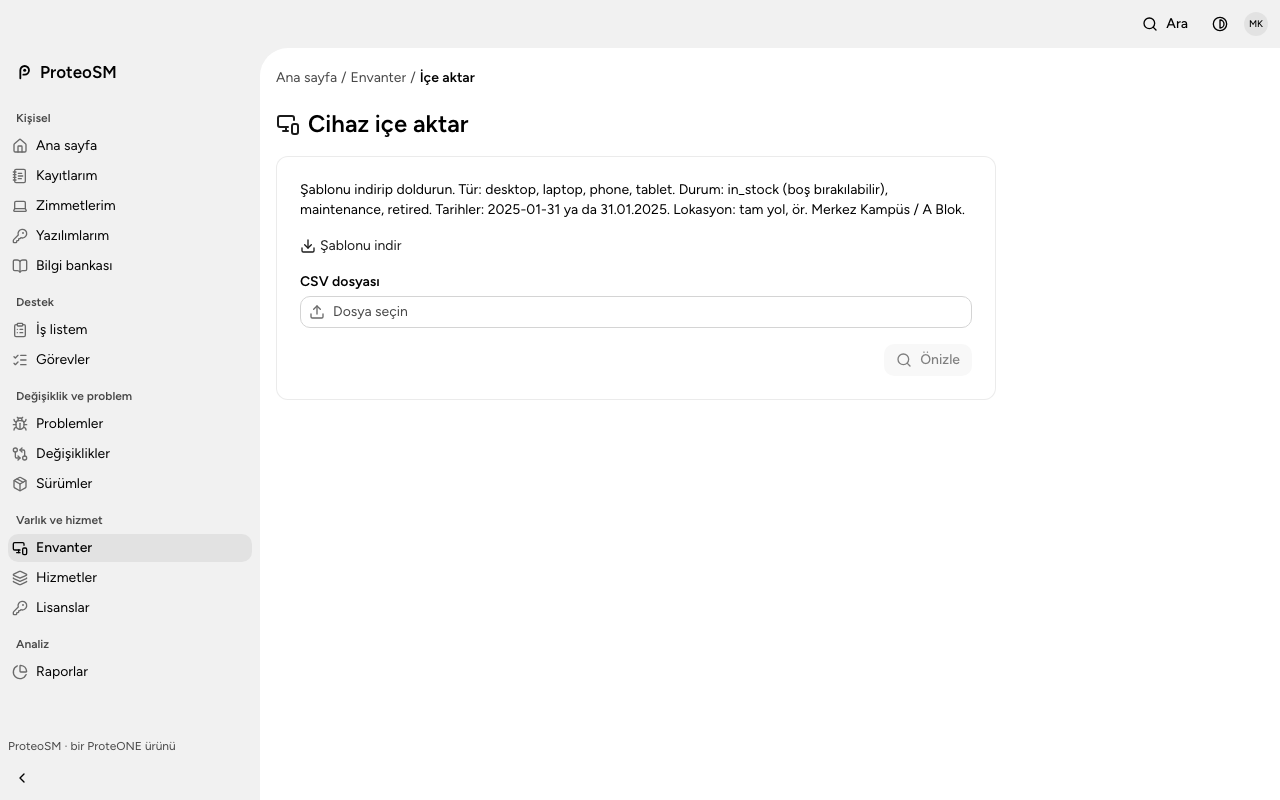 Ara
MK
ProteoSM
Kişisel
Ana sayfa
Kayıtlarım
Zimmetlerim
Yazılımlarım
Bilgi bankası
Destek
İş listem
Görevler
Değişiklik ve problem
Problemler
Değişiklikler
Sürümler
Varlık ve hizmet
Envanter
Hizmetler
Lisanslar
Analiz
Raporlar
ProteoSM · bir ProteONE ürünü
Ana sayfa / Envanter / İçe aktar
Cihaz içe aktar
Şablonu indirip doldurun. Tür: desktop, laptop, phone, tablet. Durum: in_stock (boş bırakılabilir),
maintenance, retired. Tarihler: 2025-01-31 ya da 31.01.2025. Lokasyon: tam yol, ör. Merkez Kampüs / A Blok.
Şablonu indir
CSV dosyası
Dosya seçin
Önizle